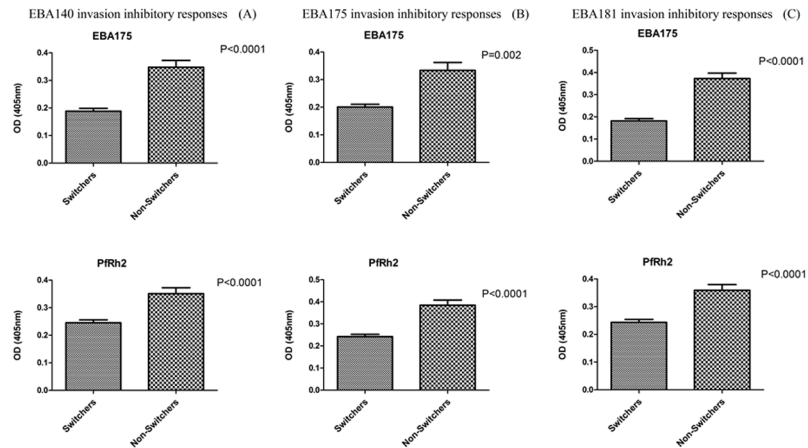 EBA140 invasion inhibitory responses (A)
EBA175
P<0.0001
OD (405nm)
0.4
0.3
0.2
0.1
0.0
Switchers
Non-Switchers
EBA175 invasion inhibitory responses (B)
EBA175
P=0.002
OD (405nm)
0.4
0.3
0.2
0.1
0.0
Switchers
Non-Switchers
EBA181 invasion inhibitory responses (C)
EBA175
P<0.0001
OD (405nm)
0.5
0.4
0.3
0.2
0.1
0.0
Switchers
Non-Switchers
PfRh2
P<0.0001
OD (405nm)
0.4
0.3
0.2
0.1
0.0
Switchers
Non-Switchers
PfRh2
P<0.0001
OD (405nm)
0.5
0.4
0.3
0.2
0.1
0.0
Switchers
Non-Switchers
PfRh2
P<0.0001
OD (405nm)
0.4
0.3
0.2
0.1
0.0
Switchers
Non-Switchers